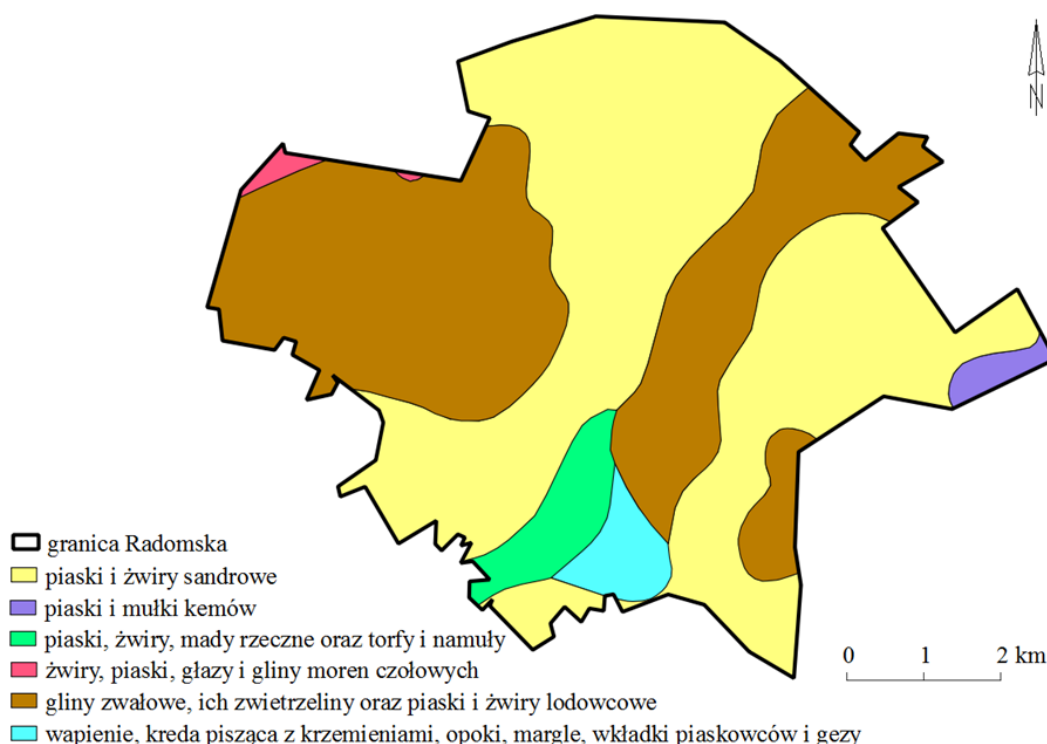 N
granica Radomska
piaski i żwiry sandrowe
piaski i mułki kemów
piaski, żwiry, mady rzeczne oraz torfy i namuły
żwiry, piaski, głazy i gliny moren czołowych
gliny zwałowe, ich zwietrzeliny oraz piaski i żwiry lodowcowe
wapienie, kreda pisząca z krzemieniami, opoki, margle, wkładki piaskowców i gezy
0 1 2 km